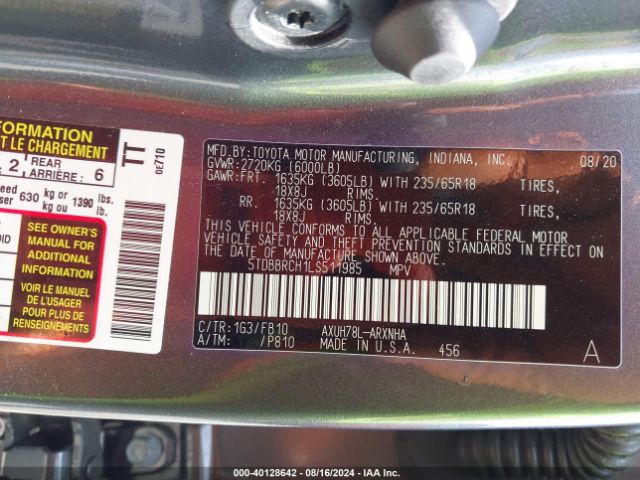 FORMATION
T LE CHARGEMENT
2 REAR ARRIÈRE: 6
630 kg or 1390 lbs.
kg ou lb.
SEE OWNER'S
MANUAL FOR
ADDITIONAL
INFORMATION
VOIR LE MANUEL
DE L'USAGER
POUR PLUS DE
RENSEIGNEMENTS
TT
0E710
MFD. BY: TOYOTA MOTOR MANUFACTURING, INDIANA, INC. 08/20
GVWR: 2720KG (6000LB)
GAWR: FRT. 1635KG (3605LB) WITH 235/65R18 TIRES,
18X8J RIMS.
RR. 1635KG (3605LB) WITH 235/65R18 TIRES,
18X8J RIMS.
THIS VEHICLE CONFORMS TO ALL APPLICABLE FEDERAL MOTOR
VEHICLE SAFETY AND THEFT PREVENTION STANDARDS IN EFFECT ON
THE DATE OF MANUFACTURE SHOWN ABOVE.
5TDBBRCH1LS511985 MPV
C/TR: 1G3/FB10 AXUH78L-ARXNHA
A/TM: /P810 MADE IN U.S.A. 456 A
000-40128642 - 08/16/2024 - IAA Inc.